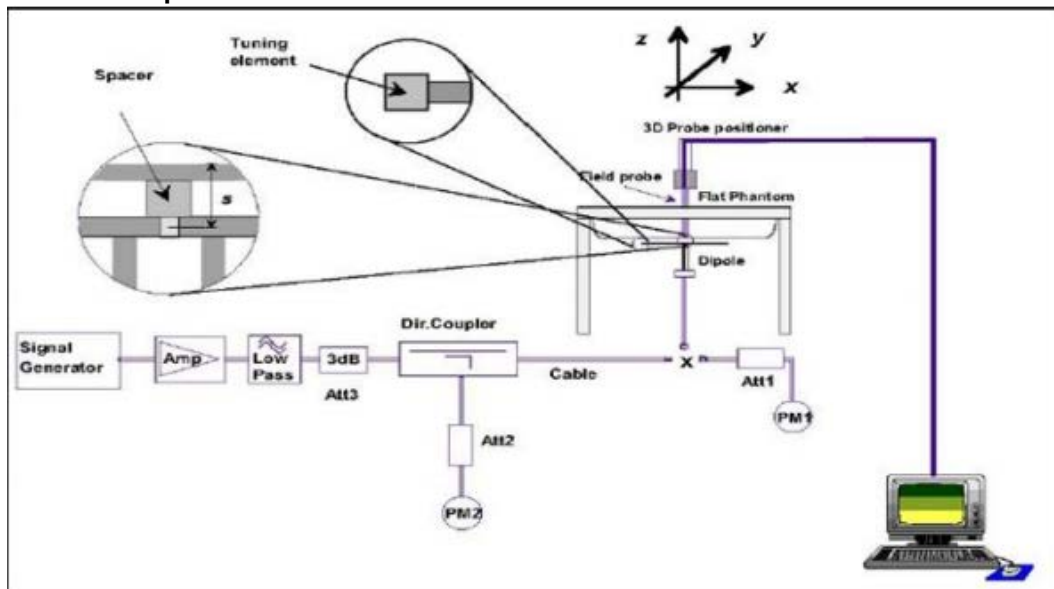 Tuning
element
Spacer
s
z
y
x
3D Probe positioner
Field probe
Flat Phantom
Dipole
Signal
Generator
Amp
Low
Pass
3dB
Att3
Dir.Coupler
Cable
X
Att1
PM1
Att2
PM2